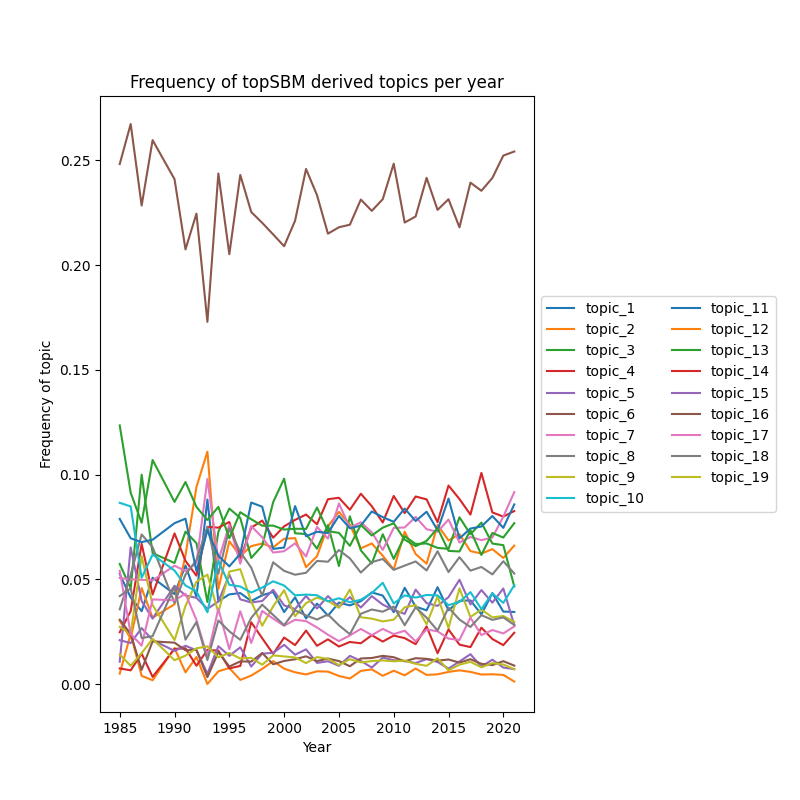 Frequency of topSBM derived topics per year
Frequency of topic
0.25
0.20
0.15
0.10
0.05
0.00
1985 1990 1995 2000 2005 2010 2015 2020
Year
topic_1 topic_11
topic_2 topic_12
topic_3 topic_13
topic_4 topic_14
topic_5 topic_15
topic_6 topic_16
topic_7 topic_17
topic_8 topic_18
topic_9 topic_19
topic_10